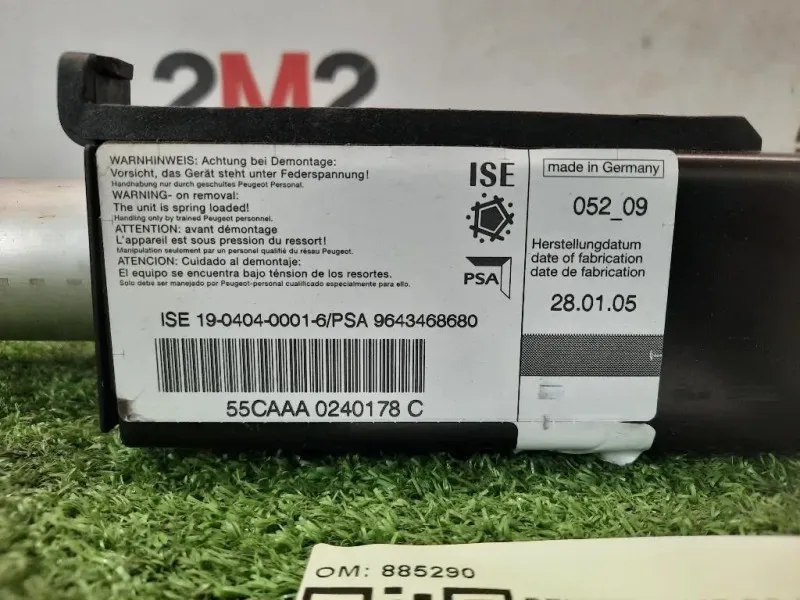 2M2
WARNHINWEIS: Achtung bei Demontage:
Vorsicht, das Gerät steht unter Federspannung!
Handhabung nur durch geschultes Peugeot Personal.
WARNING- on removal:
The unit is spring loaded!
Handling only by trained Peugeot personnel.
ATTENTION: avant démontage
L'appareil est sous pression du ressort!
Manipulation seulement par un personal qualifié du réseau Peugeot.
ATENCION: Cuidado al demontaje:
El equipo se encuentra bajo ténsion de los resortes.
Solo debe ser manejado por Peugeot-personal cualificado especialmente para ello.
ISE
PSA
ISE 19-0404-0001-6/PSA 9643468680
55CAAA 0240178 C
made in Germany
052_09
Herstellungdatum
date of fabrication
date de fabrication
28.01.05
OM: 885290